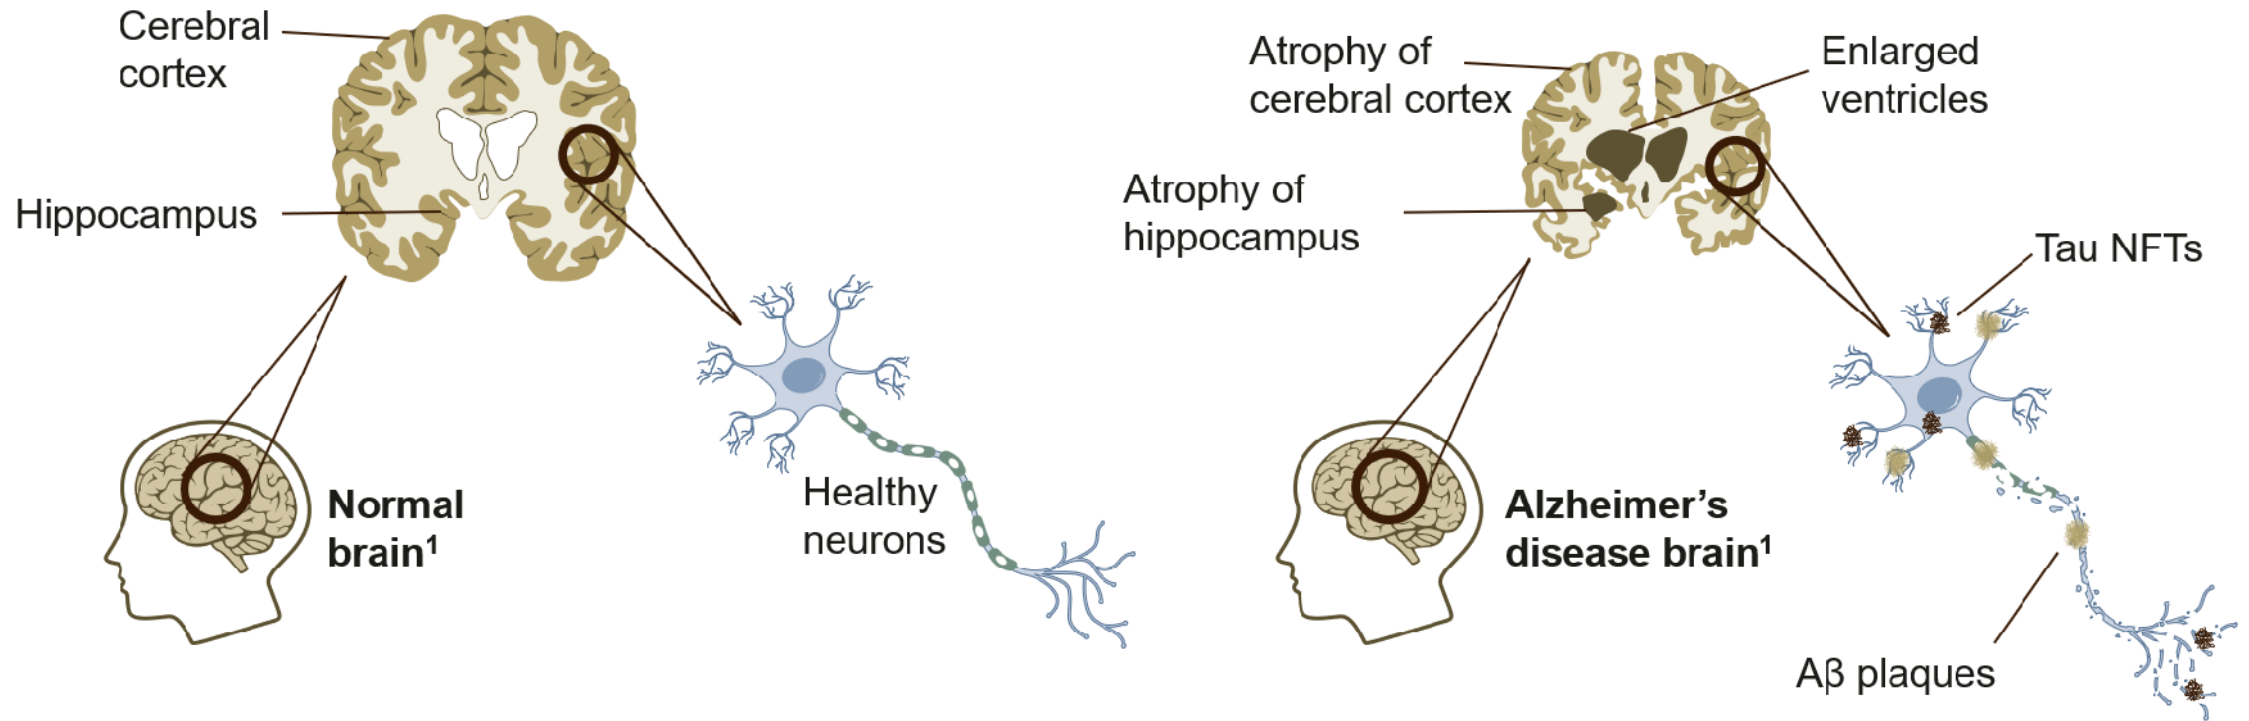 Cerebral
cortex
Hippocampus
Normal
brain¹
Healthy
neurons
Atrophy of
cerebral cortex
Enlarged
ventricles
Atrophy of
hippocampus
Tau NFTs
Alzheimer’s
disease brain¹
Aβ plaques